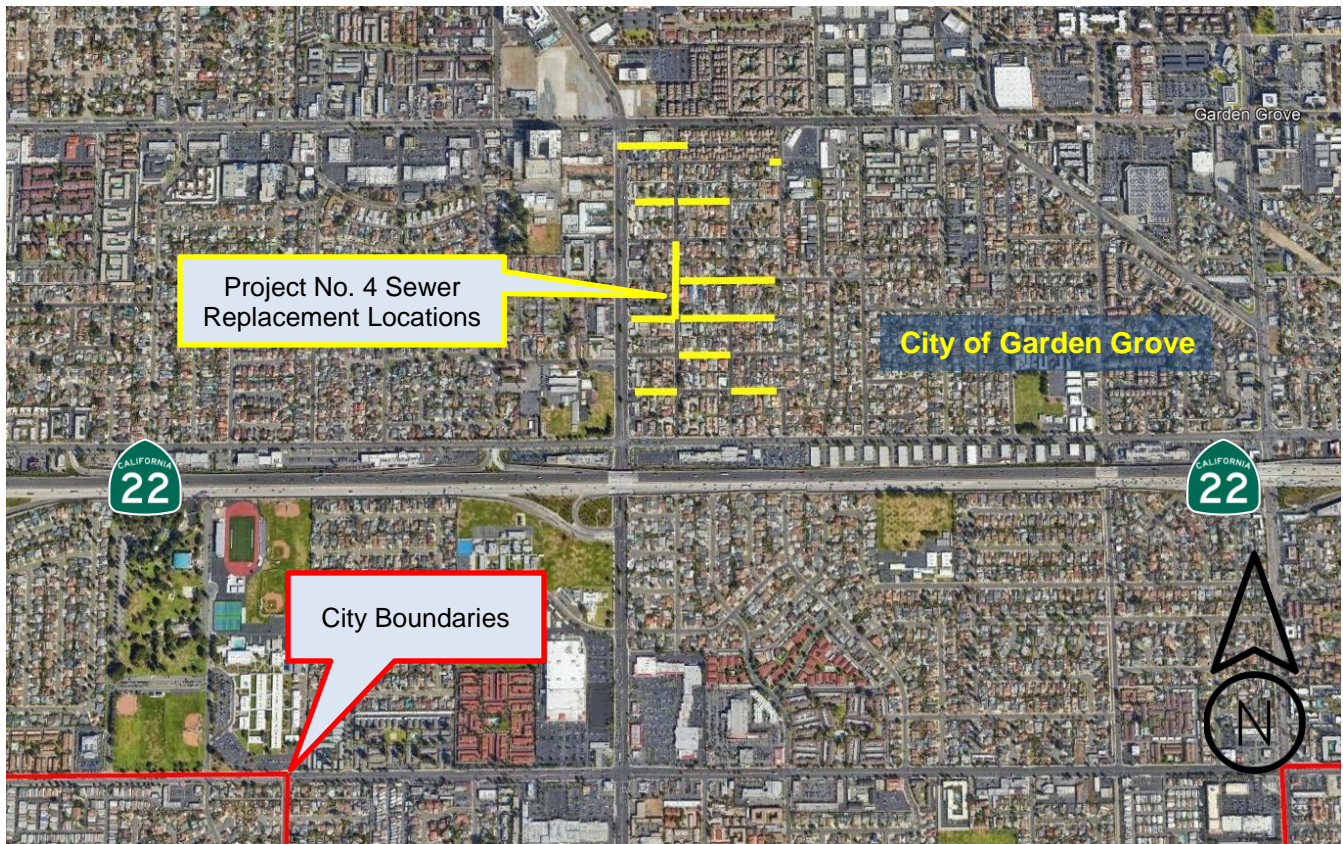 Garden Grove
Project No. 4 Sewer
Replacement Locations
City of Garden Grove
CALIFORNIA
22
CALIFORNIA
22
City Boundaries
N